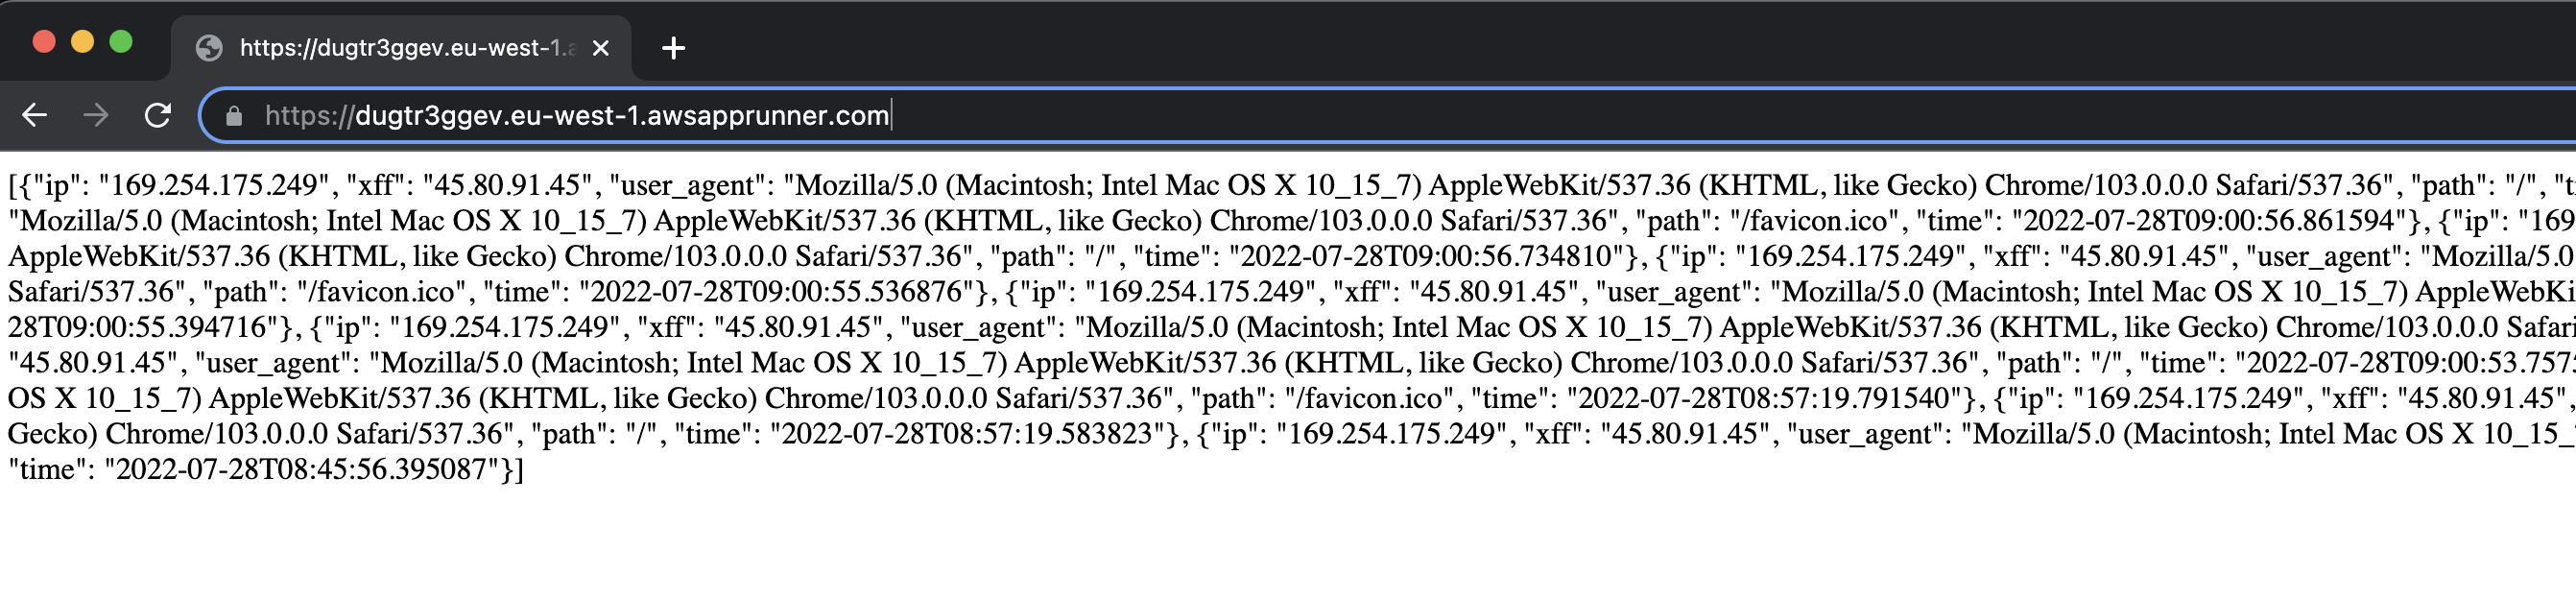 https://dugtr3ggev.eu-west-1.a
https://dugtr3ggev.eu-west-1.awsapprunner.com
[{"ip": "169.254.175.249", "xff": "45.80.91.45", "user_agent": "Mozilla/5.0 (Macintosh; Intel Mac OS X 10_15_7) AppleWebKit/537.36 (KHTML, like Gecko) Chrome/103.0.0.0 Safari/537.36", "path": "/",
"Mozilla/5.0 (Macintosh; Intel Mac OS X 10_15_7) AppleWebKit/537.36 (KHTML, like Gecko) Chrome/103.0.0.0 Safari/537.36", "path": "/favicon.ico", "time": "2022-07-28T09:00:56.861594"}, {"ip": "169
AppleWebKit/537.36 (KHTML, like Gecko) Chrome/103.0.0.0 Safari/537.36", "path": "/", "time": "2022-07-28T09:00:56.734810"}, {"ip": "169.254.175.249", "xff": "45.80.91.45", "user_agent": "Mozilla/5.0
Safari/537.36", "path": "/favicon.ico", "time": "2022-07-28T09:00:55.536876"}, {"ip": "169.254.175.249", "xff": "45.80.91.45", "user_agent": "Mozilla/5.0 (Macintosh; Intel Mac OS X 10_15_7) AppleWebKi
28T09:00:55.394716"}, {"ip": "169.254.175.249", "xff": "45.80.91.45", "user_agent": "Mozilla/5.0 (Macintosh; Intel Mac OS X 10_15_7) AppleWebKit/537.36 (KHTML, like Gecko) Chrome/103.0.0.0 Safari
"45.80.91.45", "user_agent": "Mozilla/5.0 (Macintosh; Intel Mac OS X 10_15_7) AppleWebKit/537.36 (KHTML, like Gecko) Chrome/103.0.0.0 Safari/537.36", "path": "/", "time": "2022-07-28T09:00:53.757
OS X 10_15_7) AppleWebKit/537.36 (KHTML, like Gecko) Chrome/103.0.0.0 Safari/537.36", "path": "/favicon.ico", "time": "2022-07-28T08:57:19.791540"}, {"ip": "169.254.175.249", "xff": "45.80.91.45",
Gecko) Chrome/103.0.0.0 Safari/537.36", "path": "/", "time": "2022-07-28T08:57:19.583823"}, {"ip": "169.254.175.249", "xff": "45.80.91.45", "user_agent": "Mozilla/5.0 (Macintosh; Intel Mac OS X 10_15_
"time": "2022-07-28T08:45:56.395087"}]